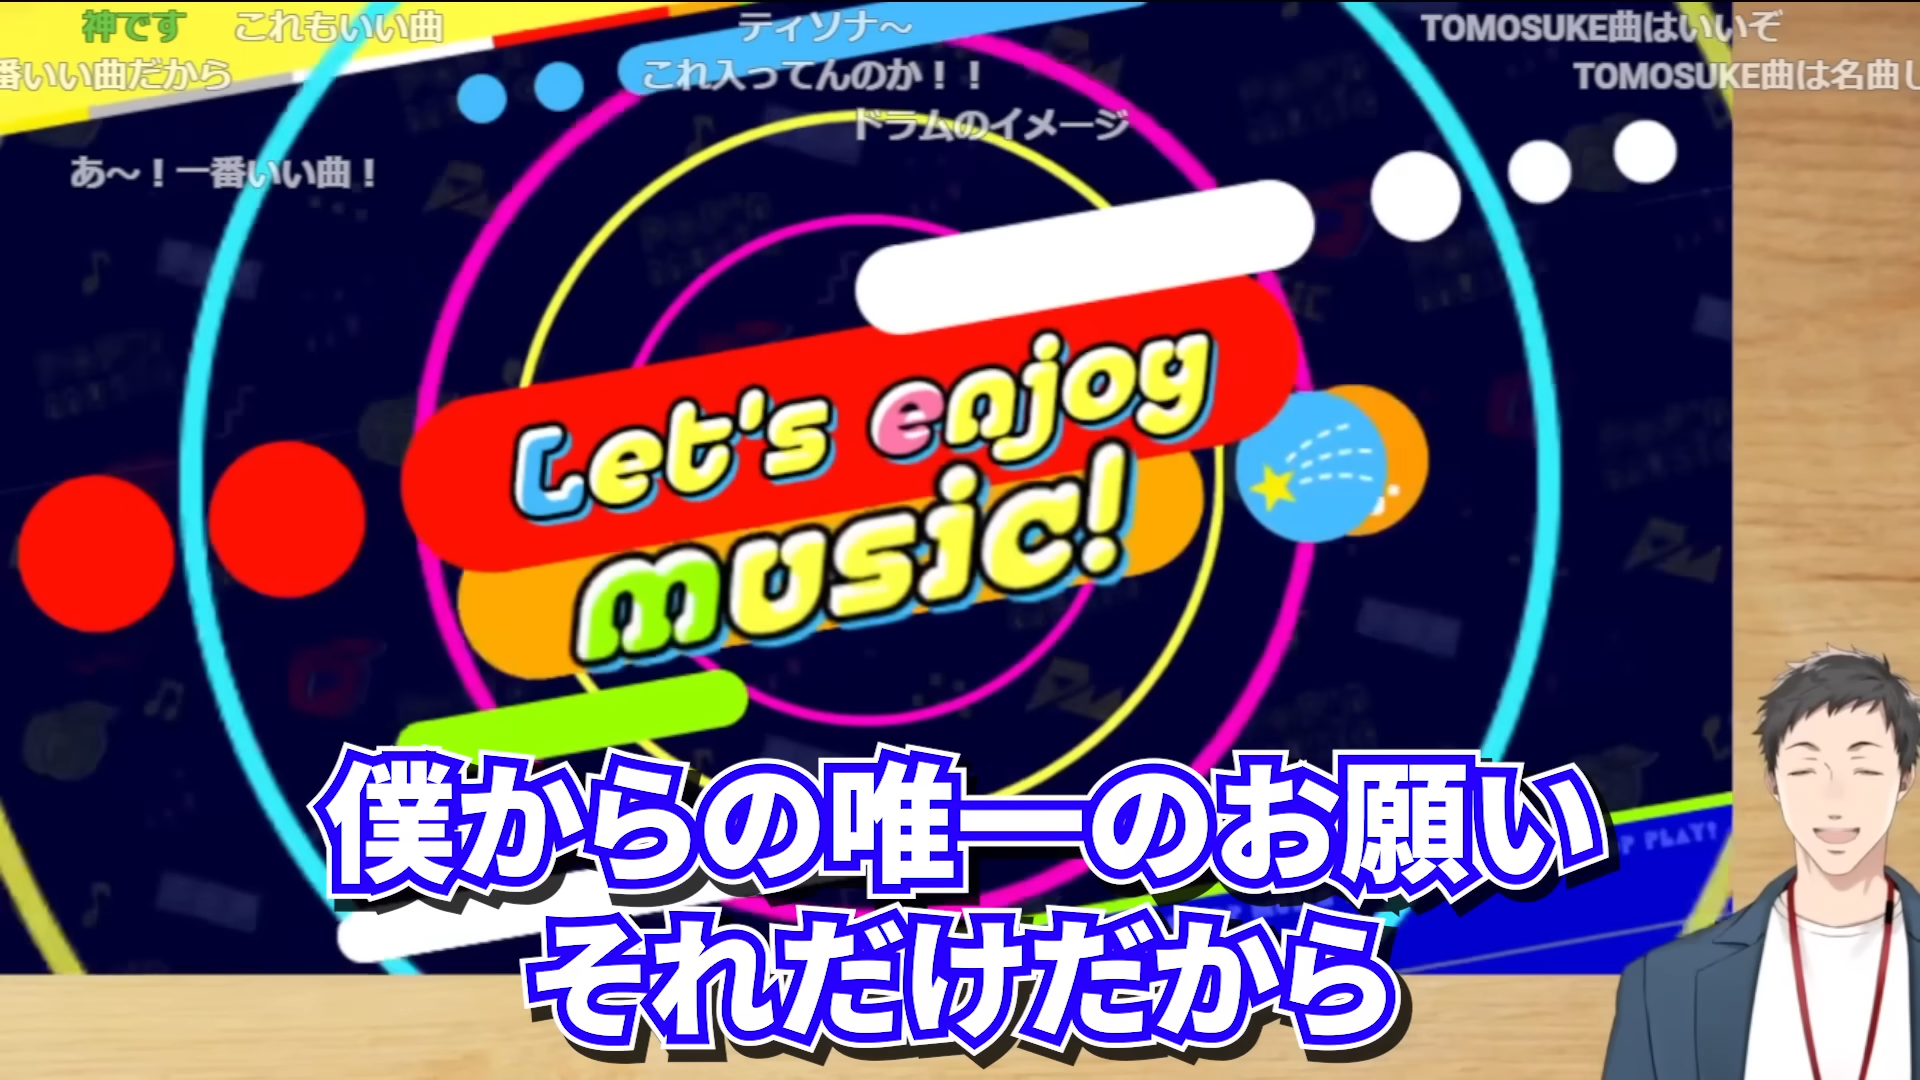 神です これもいい曲 ティソナ～ TOMOSUKE曲はいいぞ
番いい曲だから これ入ってんのか！！ TOMOSUKE曲は名曲し
ドラムのイメージ
あ～！一番いい曲！
Let's enjoy
music!
P PLAY!
僕からの唯一のお願い
それだけだから